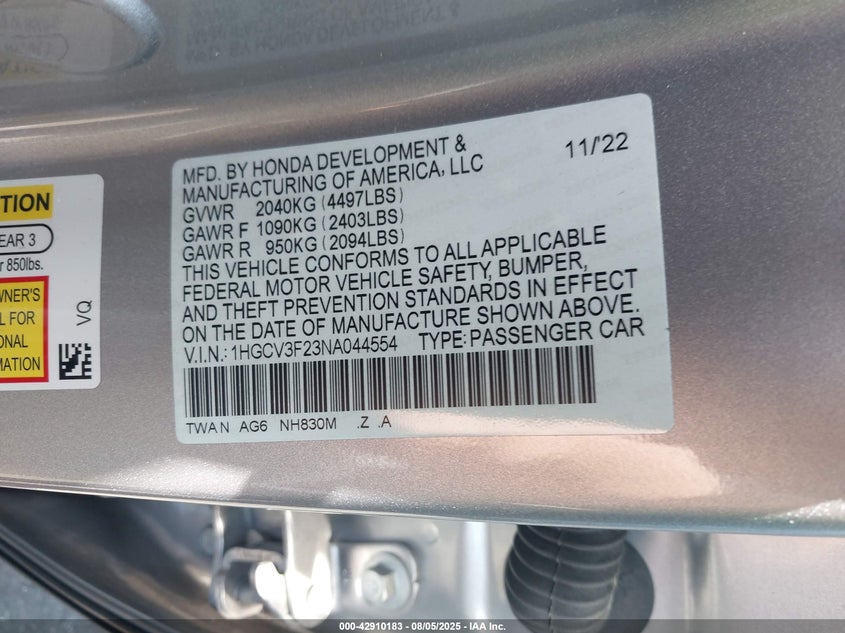 MFD. BY HONDA DEVELOPMENT &
MANUFACTURING OF AMERICA, LLC
11/'22
GVWR 2040KG (4497LBS)
GAWR F 1090KG (2403LBS)
GAWR R 950KG (2094LBS)
THIS VEHICLE CONFORMS TO ALL APPLICABLE
FEDERAL MOTOR VEHICLE SAFETY, BUMPER,
AND THEFT PREVENTION STANDARDS IN EFFECT
ON THE DATE OF MANUFACTURE SHOWN ABOVE.
V.I.N.: 1HGCV3F23NA044554 TYPE: PASSENGER CAR
TWA N AG6 NH830M .Z .A
TION
EAR 3
r 850lbs.
WNER'S
L FOR
ONAL
MATION
VQ
000-42910183 - 08/05/2025 - IAA Inc.